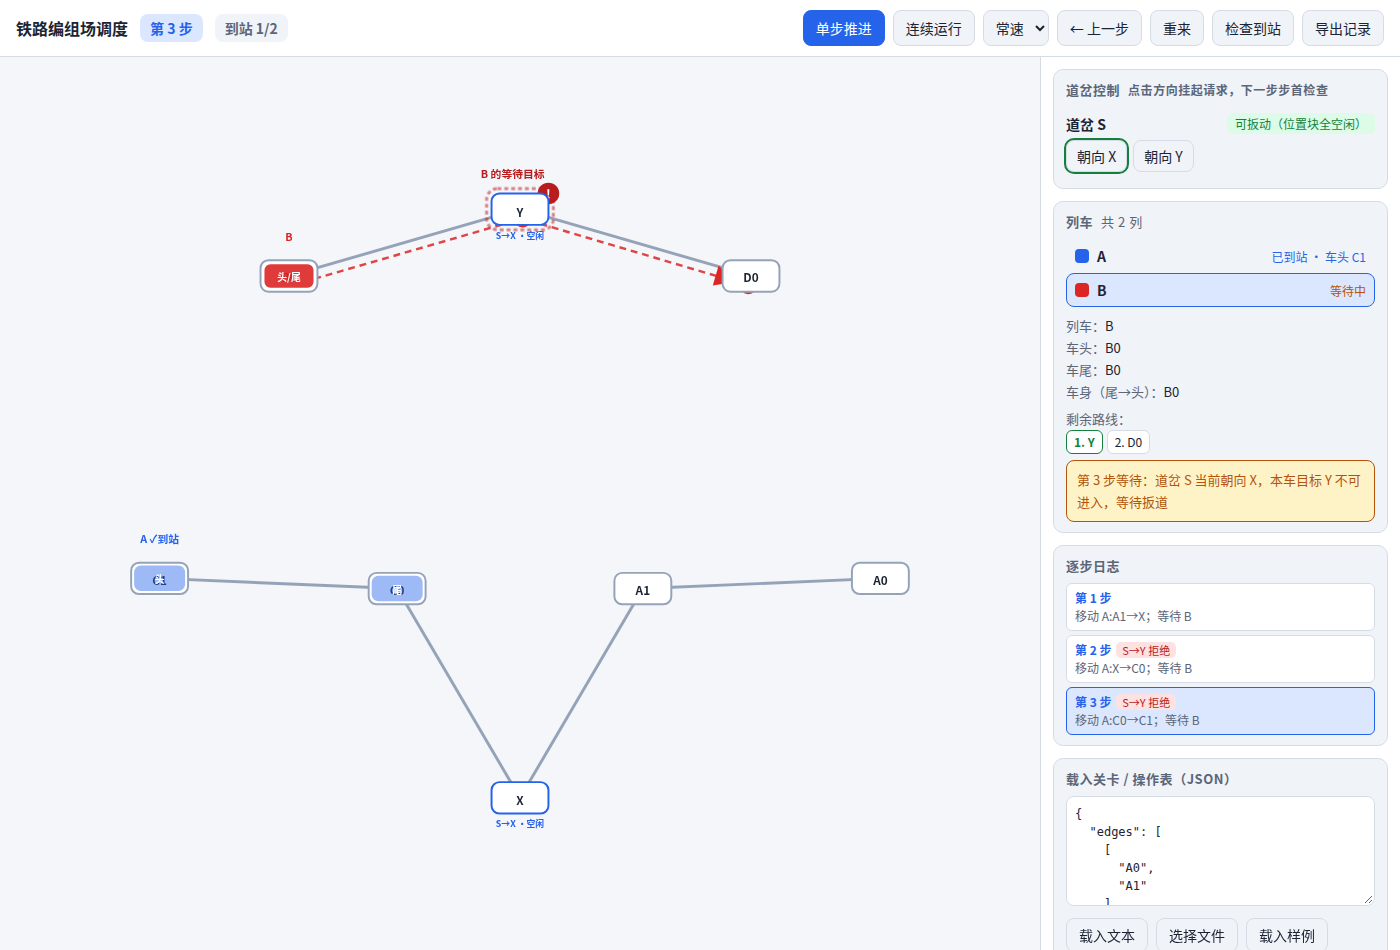 铁路编组场调度
第 3 步
到站 1/2
单步推进
连续运行
常速
← 上一步
重来
检查到站
导出记录
B 的等待目标
!
Y
S→X · 空闲
B
头/尾
D0
A✓到站
头
尾
A1
A0
X
S→X · 空闲
道岔控制 点击方向挂起请求，下一步步首检查
道岔 S
可扳动（位置块全空闲）
朝向 X
朝向 Y
列车 共 2 列
A
已到站 · 车头 C1
B
等待中
列车：B
车头：B0
车尾：B0
车身（尾→头）：B0
剩余路线：
1. Y
2. D0
第 3 步等待：道岔 S 当前朝向 X，本车目标 Y 不可
进入，等待扳道
逐步日志
第 1 步
移动 A:A1→X；等待 B
第 2 步 S→Y 拒绝
移动 A:X→C0；等待 B
第 3 步 S→Y 拒绝
移动 A:C0→C1；等待 B
载入关卡 / 操作表（JSON）
{
"edges": [
[
"A0",
"A1"
]
载入文本
选择文件
载入样例